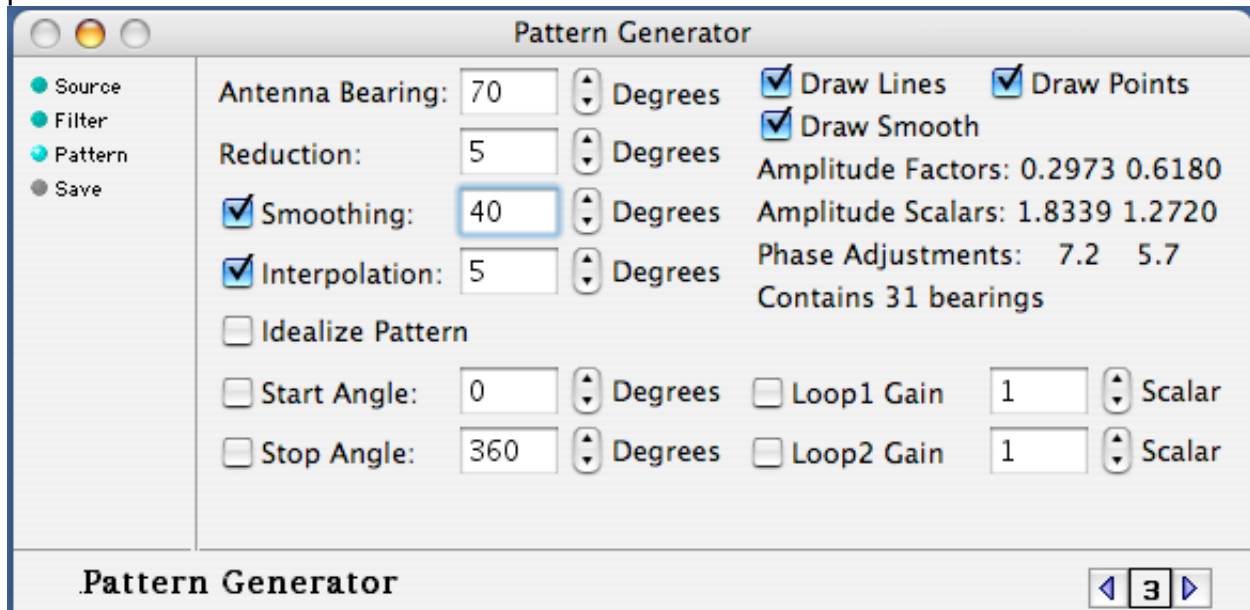 Pattern Generator
Source
Filter
Pattern
Save
Antenna Bearing: 70 Degrees
Reduction: 5 Degrees
Smoothing: 40 Degrees
Interpolation: 5 Degrees
Idealize Pattern
Start Angle: 0 Degrees
Stop Angle: 360 Degrees
Draw Lines Draw Points
Draw Smooth
Amplitude Factors: 0.2973 0.6180
Amplitude Scalars: 1.8339 1.2720
Phase Adjustments: 7.2 5.7
Contains 31 bearings
Loop1 Gain 1 Scalar
Loop2 Gain 1 Scalar
.Pattern Generator
3